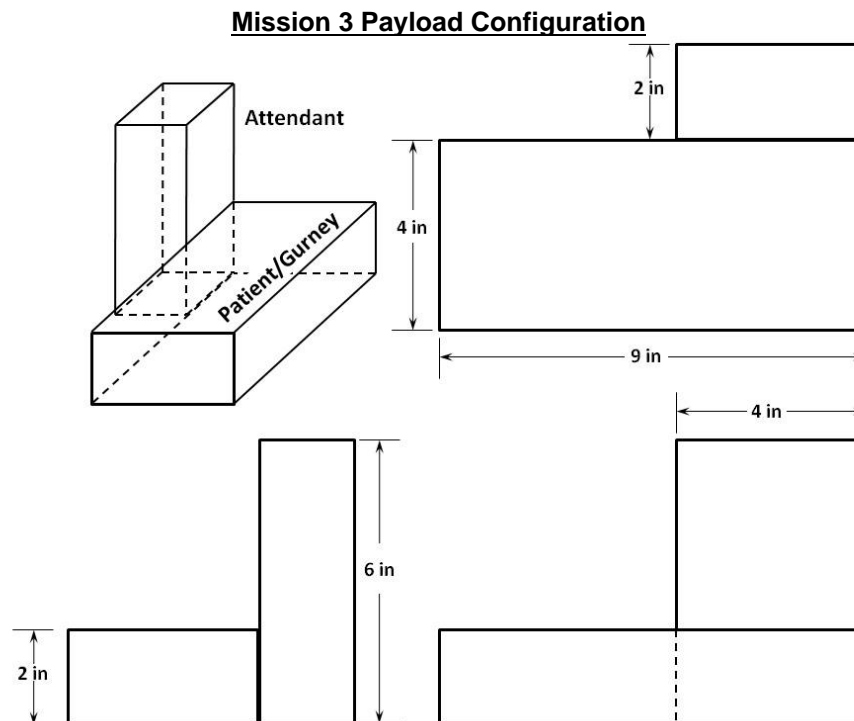 Mission 3 Payload Configuration
2 in
Attendant
4 in
Patient/Gurney
9 in
4 in
6 in
2 in